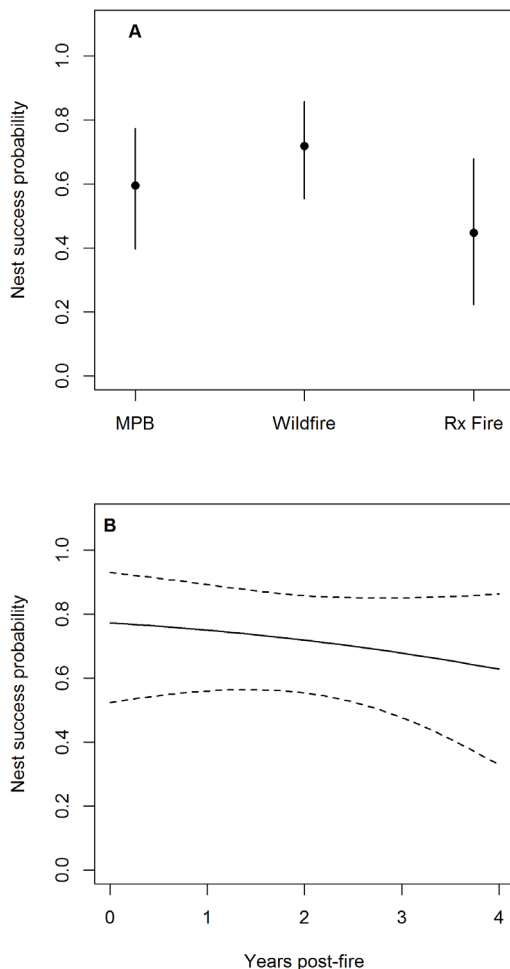 A
Nest success probability
1.0
0.8
0.6
0.4
0.2
0.0
MPB Wildfire Rx Fire
B
Nest success probability
1.0
0.8
0.6
0.4
0.2
0.0
0 1 2 3 4
Years post-fire